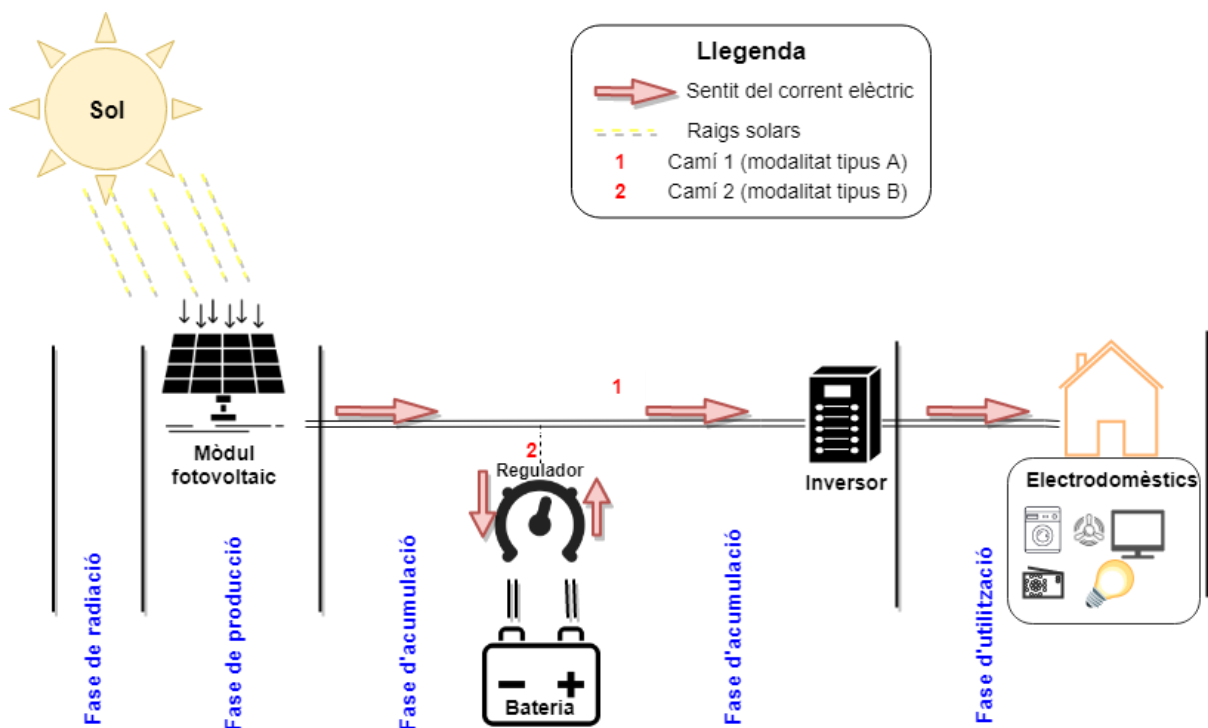 Sol
Llegenda
Sentit del corrent elèctric
Raigs solars
1 Camí 1 (modalitat tipus A)
2 Camí 2 (modalitat tipus B)
Mòdul
fotovoltaic
1
2
Regulador
Bateria
Inversor
Electrodomèstics
Fase de radiació
Fase de producció
Fase d'acumulació
Fase d'acumulació
Fase d'utilització